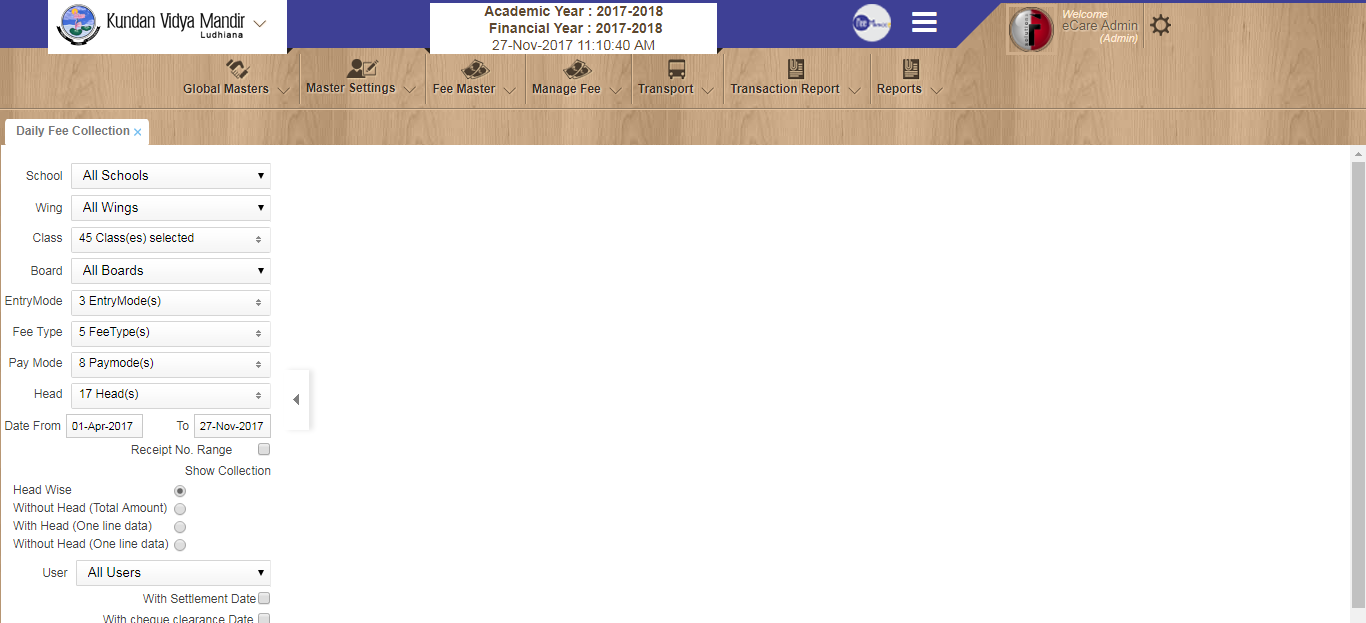 Kundan Vidya Mandir
Ludhiana
Academic Year : 2017-2018
Financial Year : 2017-2018
27-Nov-2017 11:10:40 AM
Welcome
eCare Admin
(Admin)
Global Masters
Master Settings
Fee Master
Manage Fee
Transport
Transaction Report
Reports
Daily Fee Collection ×
School All Schools
Wing All Wings
Class 45 Class(es) selected
Board All Boards
EntryMode 3 EntryMode(s)
Fee Type 5 FeeType(s)
Pay Mode 8 Paymode(s)
Head 17 Head(s)
Date From 01-Apr-2017 To 27-Nov-2017
Receipt No. Range
Show Collection
Head Wise
Without Head (Total Amount)
With Head (One line data)
Without Head (One line data)
User All Users
With Settlement Date
With cheque clearance Date